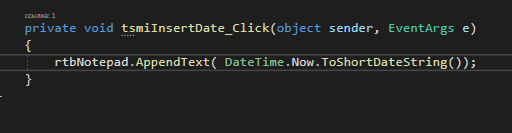 ссылка: 1
private void tsmiInsertDate_Click(object sender, EventArgs e)
{
rtbNotepad.AppendText( DateTime.Now.ToShortDateString());
}